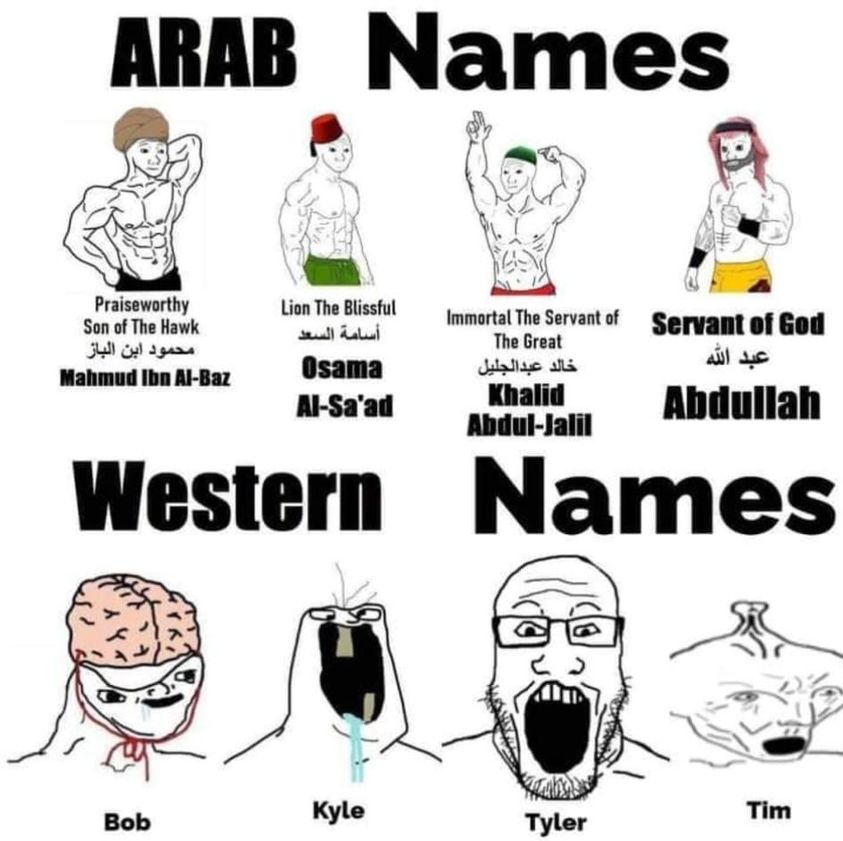 ARAB Names
Praiseworthy
Son of The Hawk
محمود ابن الباز
Mahmud Ibn Al-Baz
Lion The Blissful
أسامة السعد
Osama
Al-Sa'ad
Immortal The Servant of
The Great
خالد عبدالجليل
Khalid
Abdul-Jalil
Servant of God
عبد الله
Abdullah
Western Names
Bob
Kyle
Tyler
Tim